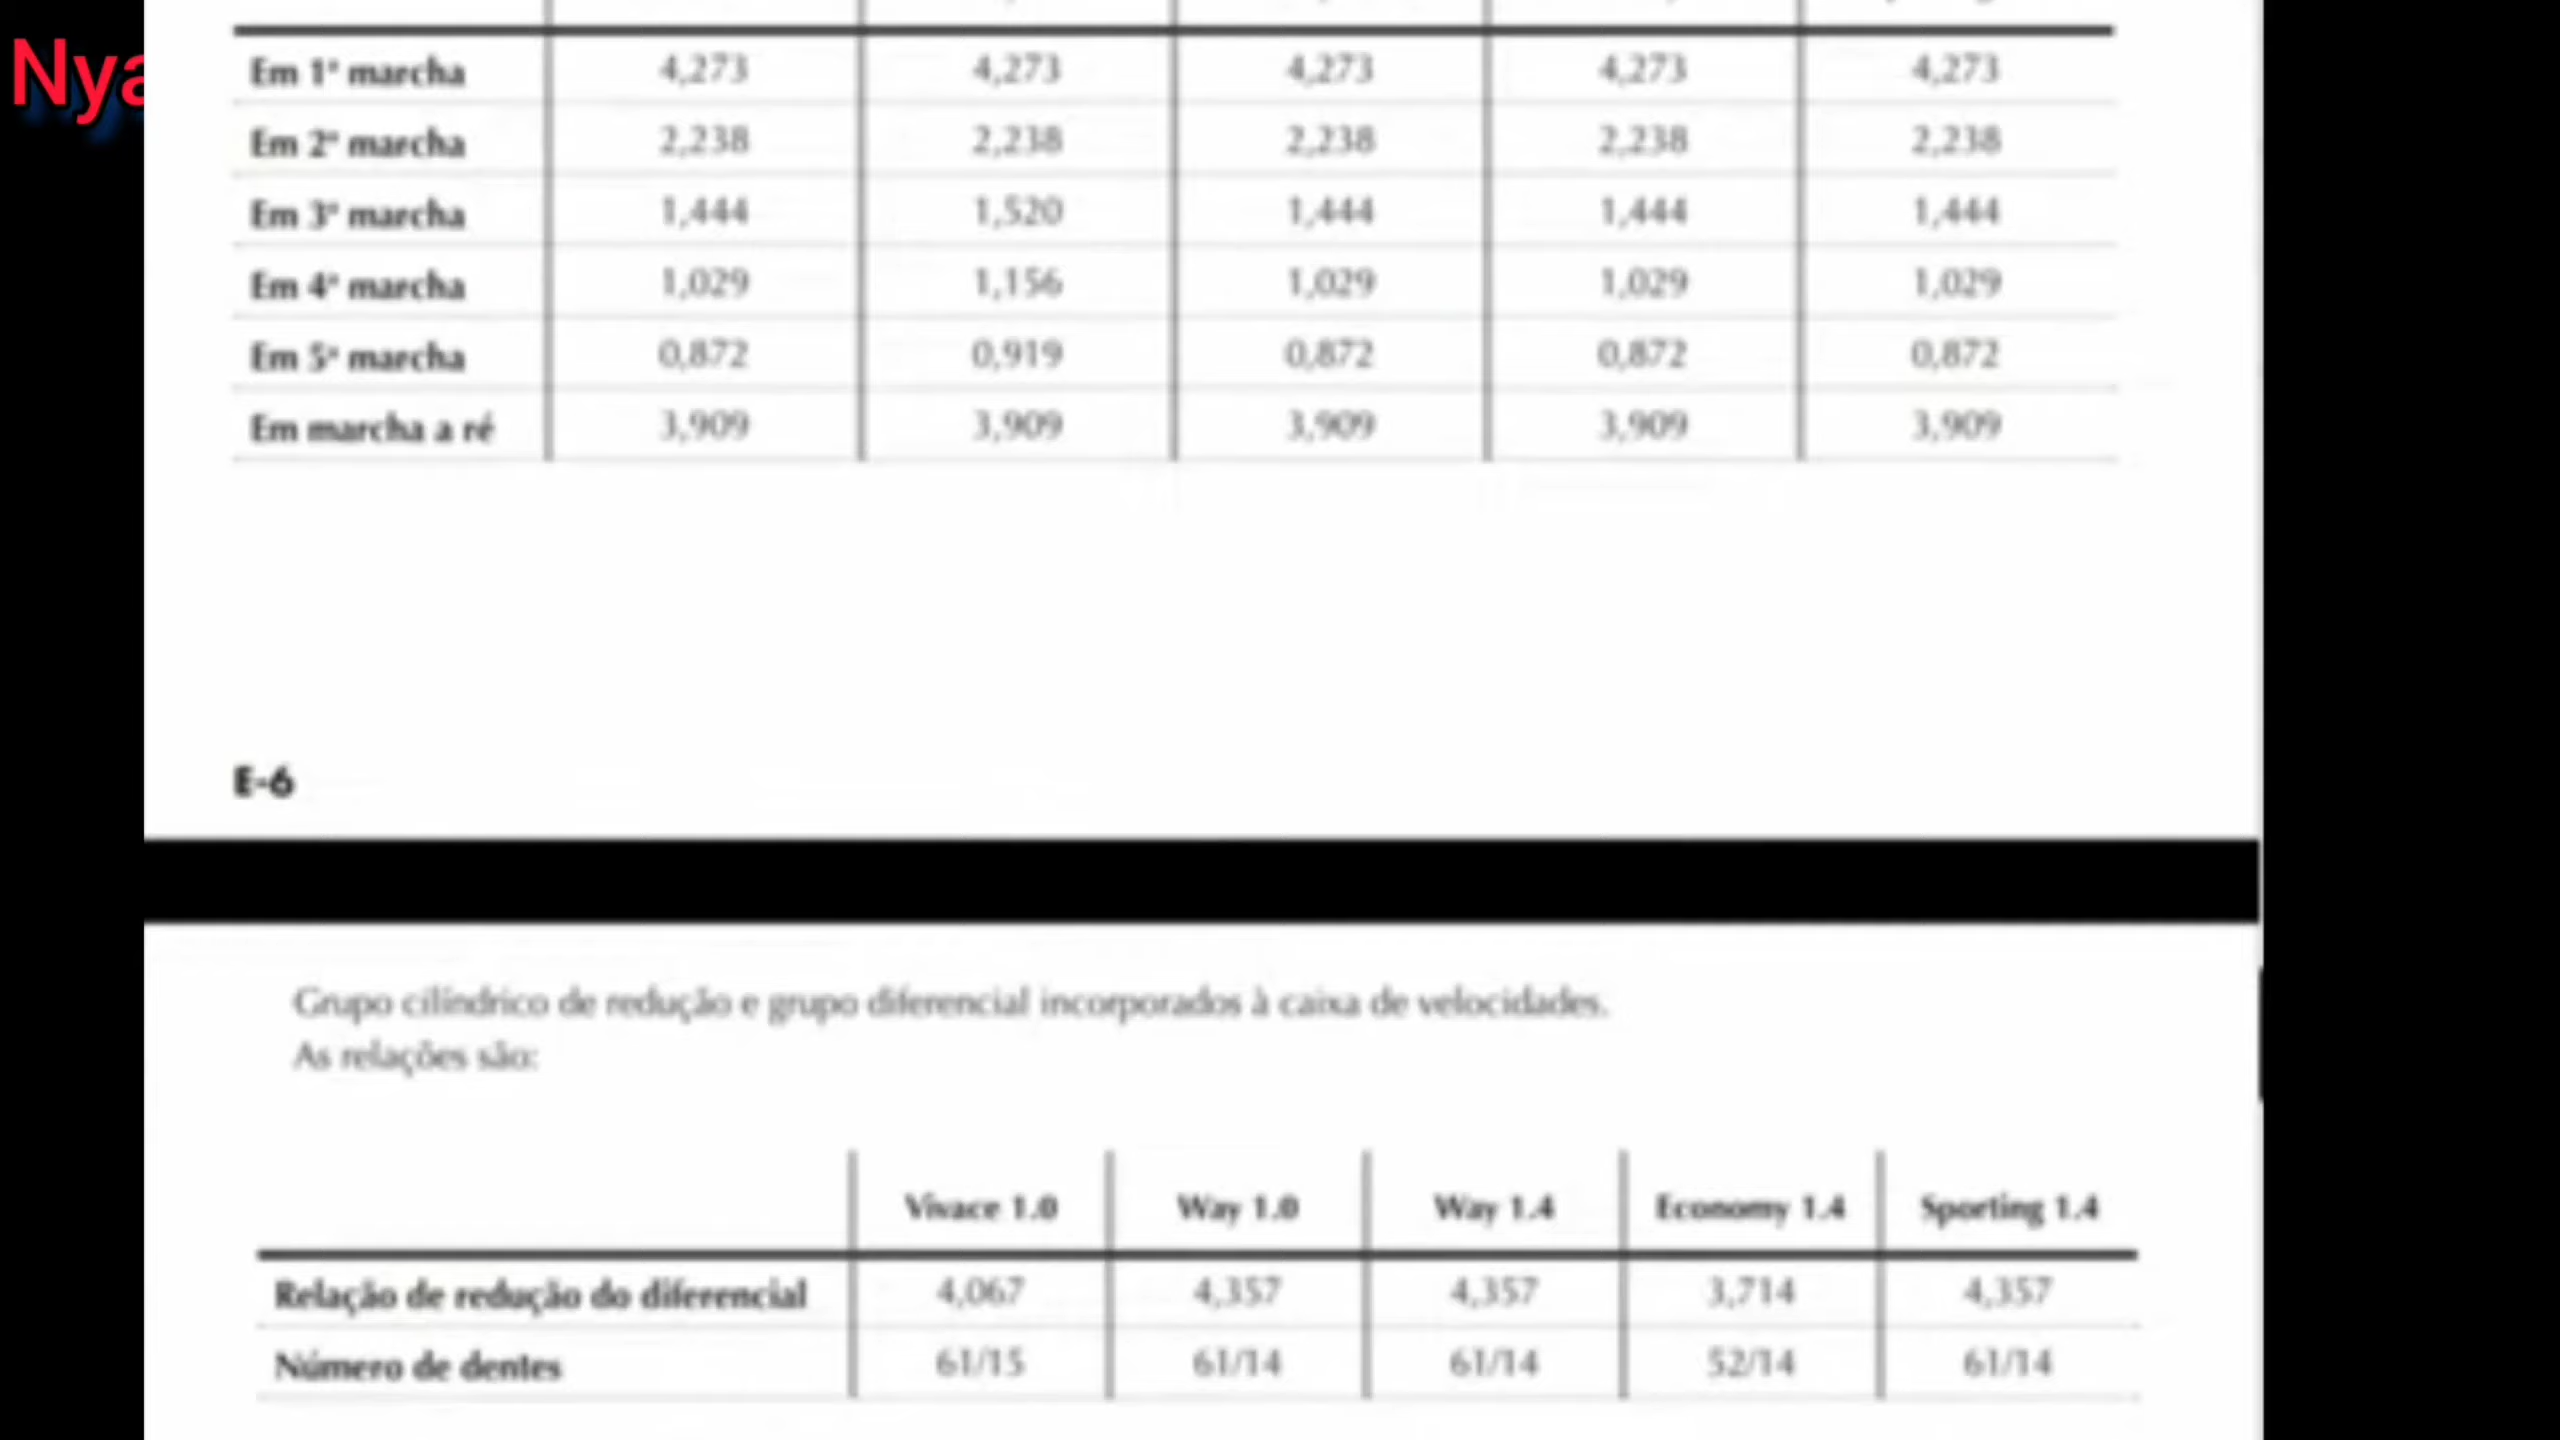 Nya
Em 1ª marcha 4,273 4,273 4,273 4,273 4,273
Em 2ª marcha 2,238 2,238 2,238 2,238 2,238
Em 3ª marcha 1,444 1,520 1,444 1,444 1,444
Em 4ª marcha 1,029 1,156 1,029 1,029 1,029
Em 5ª marcha 0,872 0,919 0,872 0,872 0,872
Em marcha a ré 3,909 3,909 3,909 3,909 3,909
E-6
Grupo cilíndrico de redução e grupo diferencial incorporados à caixa de velocidades.
As relações são:
Vivace 1.0 Way 1.0 Way 1.4 Economy 1.4 Sporting 1.4
Relação de redução do diferencial 4,067 4,357 4,357 3,714 4,357
Número de dentes 61/15 61/14 61/14 52/14 61/14